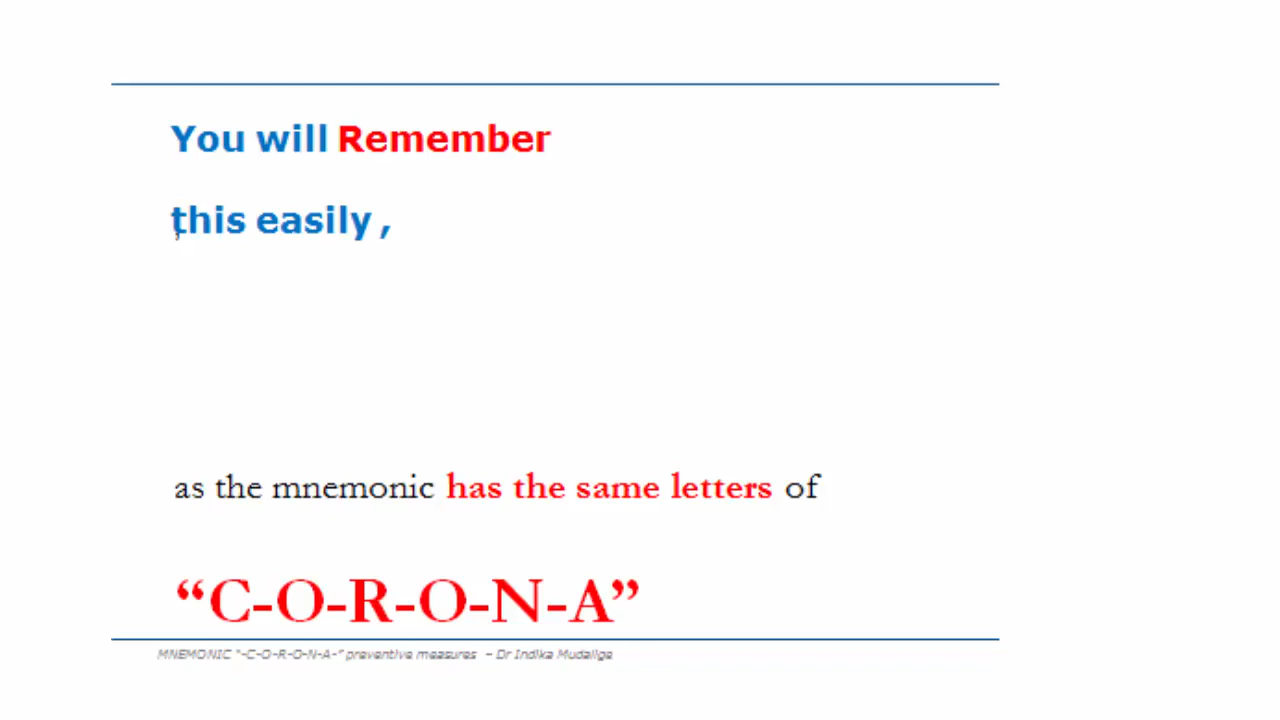 You will Remember
this easily ,
,
as the mnemonic has the same letters of
“C-O-R-O-N-A”
MNEMONIC “-C-O-R-O-N-A-” preventive measures – Dr Indika Mudalige